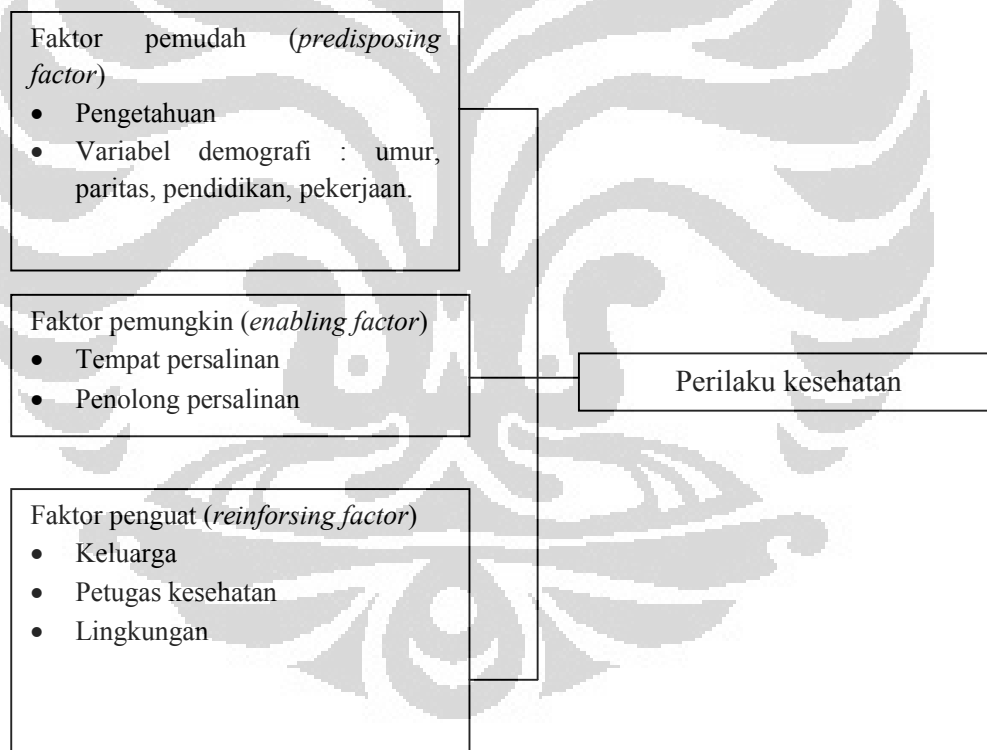 Faktor pemudah (predisposing
factor)
• Pengetahuan
• Variabel demografi : umur,
paritas, pendidikan, pekerjaan.
Faktor pemungkin (enabling factor)
• Tempat persalinan
• Penolong persalinan
Perilaku kesehatan
Faktor penguat (reinforsing factor)
• Keluarga
• Petugas kesehatan
• Lingkungan